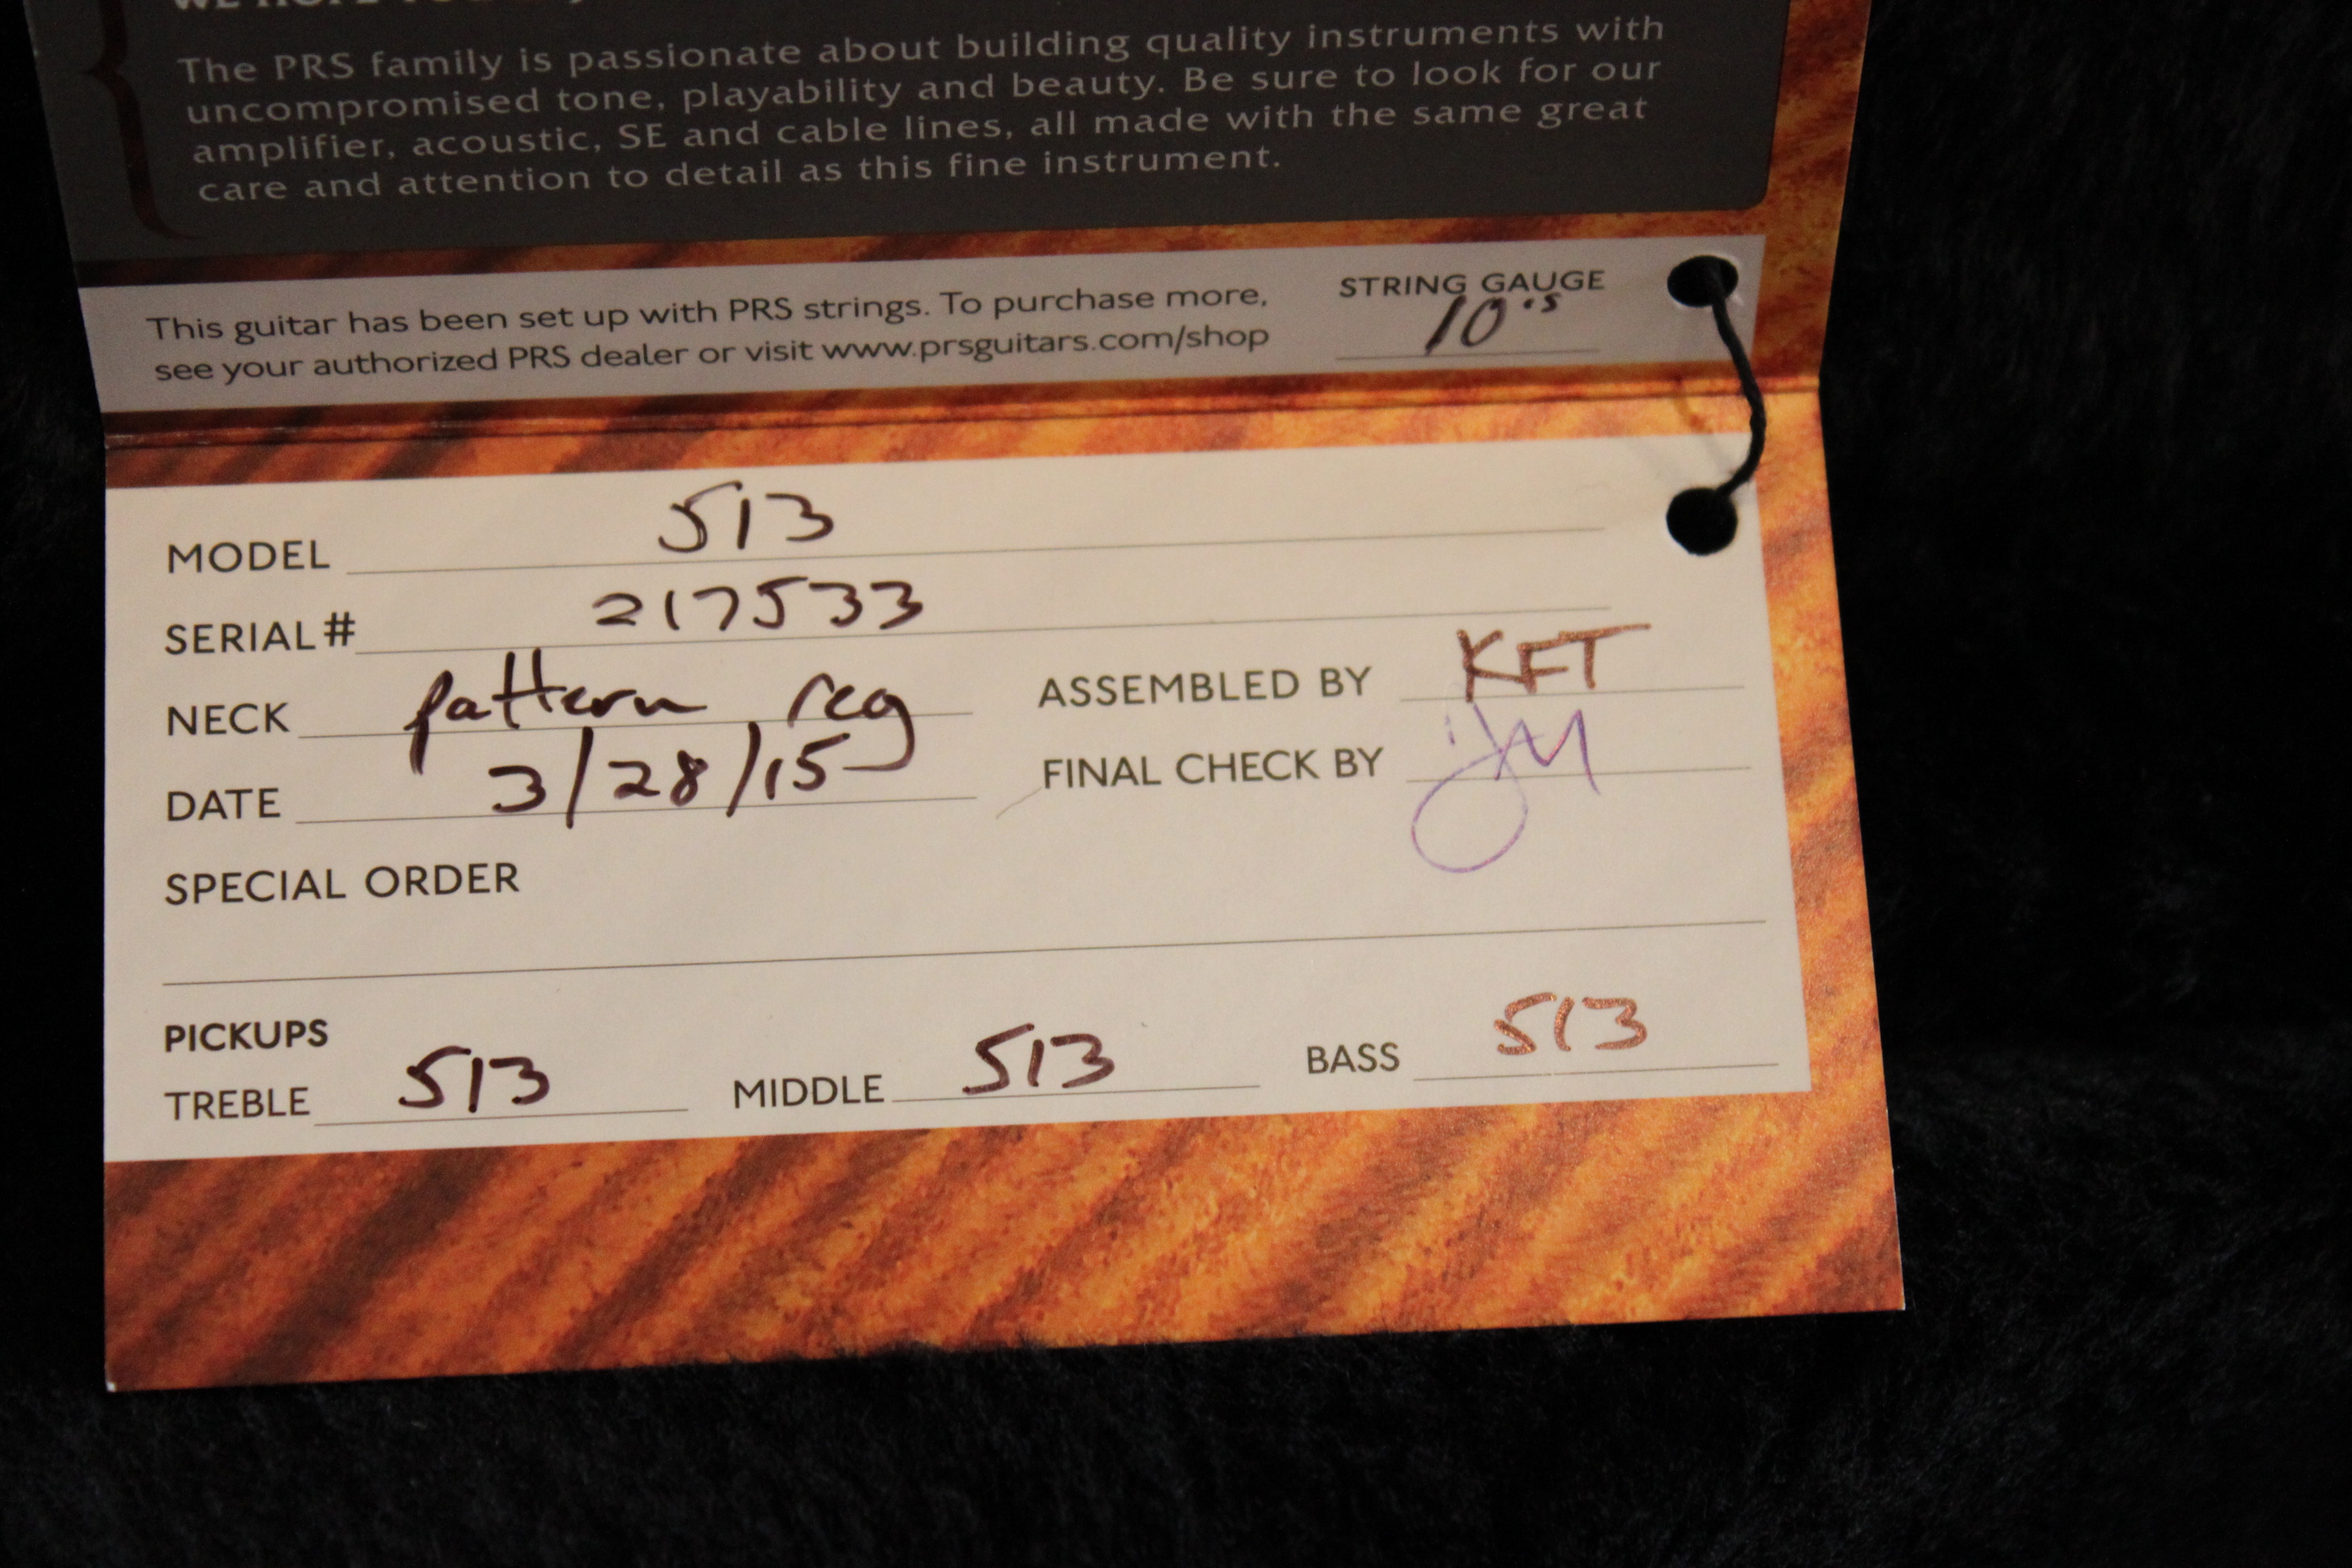 The PRS family is passionate about building quality instruments with
uncompromised tone, playability and beauty. Be sure to look for our
amplifier, acoustic, SE and cable lines, all made with the same great
care and attention to detail as this fine instrument.
This guitar has been set up with PRS strings. To purchase more,
see your authorized PRS dealer or visit www.prsguitars.com/shop
STRING GAUGE
10's
MODEL 513
SERIAL# 217533
NECK pattern reg
ASSEMBLED BY KFT
DATE 3/28/15
FINAL CHECK BY JM
SPECIAL ORDER
PICKUPS
TREBLE 513 MIDDLE 513 BASS 513